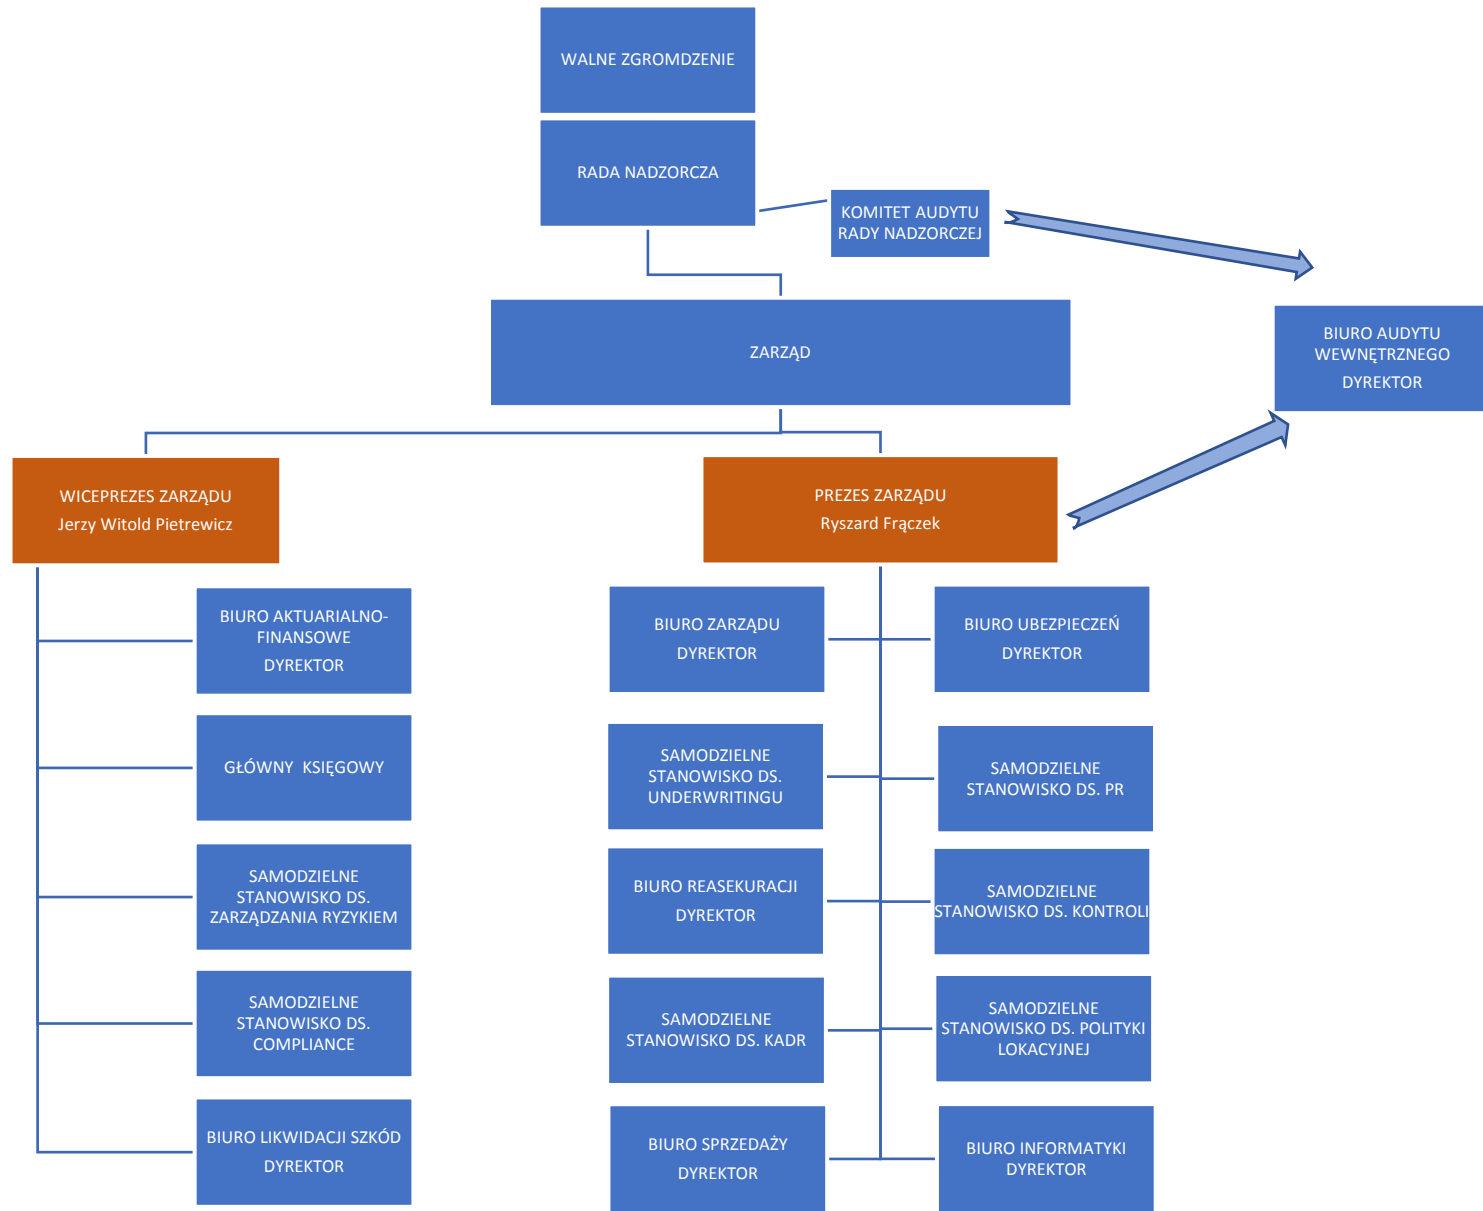 WALNE ZGROMDZENIE
RADA NADZORCZA
KOMITET AUDYTU
RADY NADZORCZEJ
ZARZĄD
BIURO AUDYTU
WEWNĘTRZNEGO
DYREKTOR
WICEPREZES ZARZĄDU
Jerzy Witold Pietrewicz
PREZES ZARZĄDU
Ryszard Frączek
BIURO AKTUARIALNO-
FINANSOWE
DYREKTOR
GŁÓWNY KSIĘGOWY
SAMODZIELNE
STANOWISKO DS.
ZARZĄDZANIA RYZYKIEM
SAMODZIELNE
STANOWISKO DS.
COMPLIANCE
BIURO LIKWIDACJI SZKÓD
DYREKTOR
BIURO ZARZĄDU
DYREKTOR
BIURO UBEZPIECZEŃ
DYREKTOR
SAMODZIELNE
STANOWISKO DS.
UNDERWRITINGU
SAMODZIELNE
STANOWISKO DS. PR
BIURO REASEKURACJI
DYREKTOR
SAMODZIELNE
STANOWISKO DS. KONTROLI
SAMODZIELNE
STANOWISKO DS. KADR
SAMODZIELNE
STANOWISKO DS. POLITYKI
LOKACYJNEJ
BIURO SPRZEDAŻY
DYREKTOR
BIURO INFORMATYKI
DYREKTOR